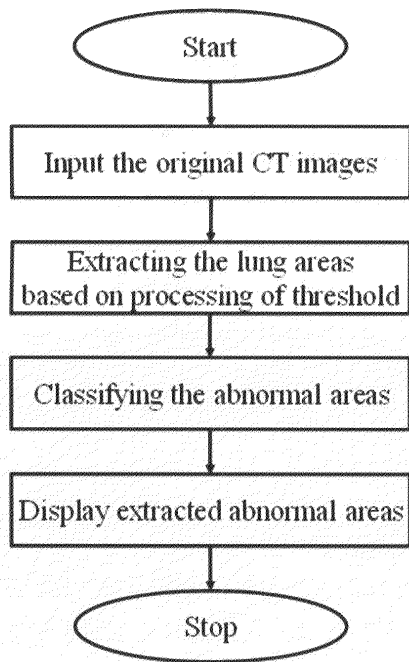 Start
Input the original CT images
Extracting the lung areas
based on processing of threshold
Classifying the abnormal areas
Display extracted abnormal areas
Stop